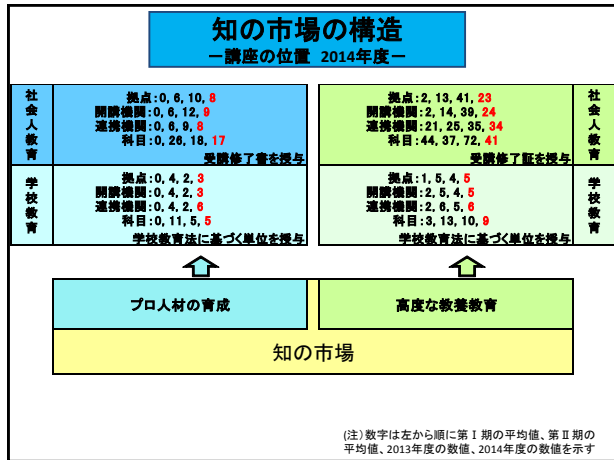 知の市場の構造
－講座の位置 2014年度－
社会人教育
拠点:0, 6, 10, 8
開講機関:0, 6, 12, 9
連携機関:0, 6, 9, 8
科目:0, 26, 18, 17
受講修了書を授与
拠点:2, 13, 41, 23
開講機関:2, 14, 39, 24
連携機関:21, 25, 35, 34
科目:44, 37, 72, 41
受講修了証を授与
学校教育
拠点:0, 4, 2, 3
開講機関:0, 4, 2, 3
連携機関:0, 4, 2, 6
科目:0, 11, 5, 5
学校教育法に基づく単位を授与
拠点:1, 5, 4, 5
開講機関:2, 5, 4, 5
連携機関:2, 6, 5, 6
科目:3, 13, 10, 9
学校教育法に基づく単位を授与
プロ人材の育成
高度な教養教育
知の市場
(注)数字は左から順に第Ⅰ期の平均値、第Ⅱ期の
平均値、2013年度の数値、2014年度の数値を示す